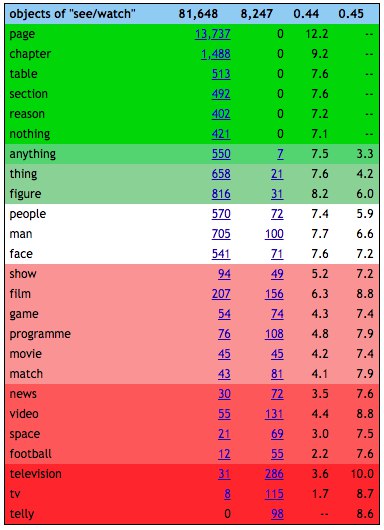 objects of "see/watch" 81,648 8,247 0.44 0.45
page 13,737 0 12.2 --
chapter 1,488 0 9.2 --
table 513 0 7.6 --
section 492 0 7.6 --
reason 402 0 7.2 --
nothing 421 0 7.1 --
anything 550 7 7.5 3.3
thing 658 21 7.6 4.2
figure 816 31 8.2 6.0
people 570 72 7.4 5.9
man 705 100 7.7 6.6
face 541 71 7.6 7.2
show 94 49 5.2 7.2
film 207 156 6.3 8.8
game 54 74 4.3 7.4
programme 76 108 4.8 7.9
movie 45 45 4.2 7.4
match 43 81 4.1 7.9
news 30 72 3.5 7.6
video 55 131 4.4 8.8
space 21 69 3.0 7.5
football 12 55 2.2 7.6
television 31 286 3.6 10.0
tv 8 115 1.7 8.7
telly 0 98 -- 8.6